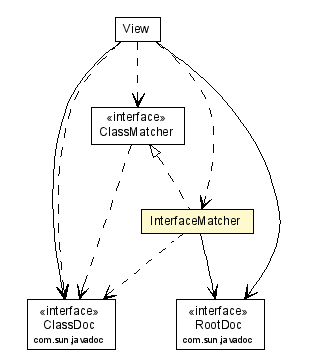 View
«interface»
ClassMatcher
InterfaceMatcher
«interface»
ClassDoc
com.sun.javadoc
«interface»
RootDoc
com.sun.javadoc